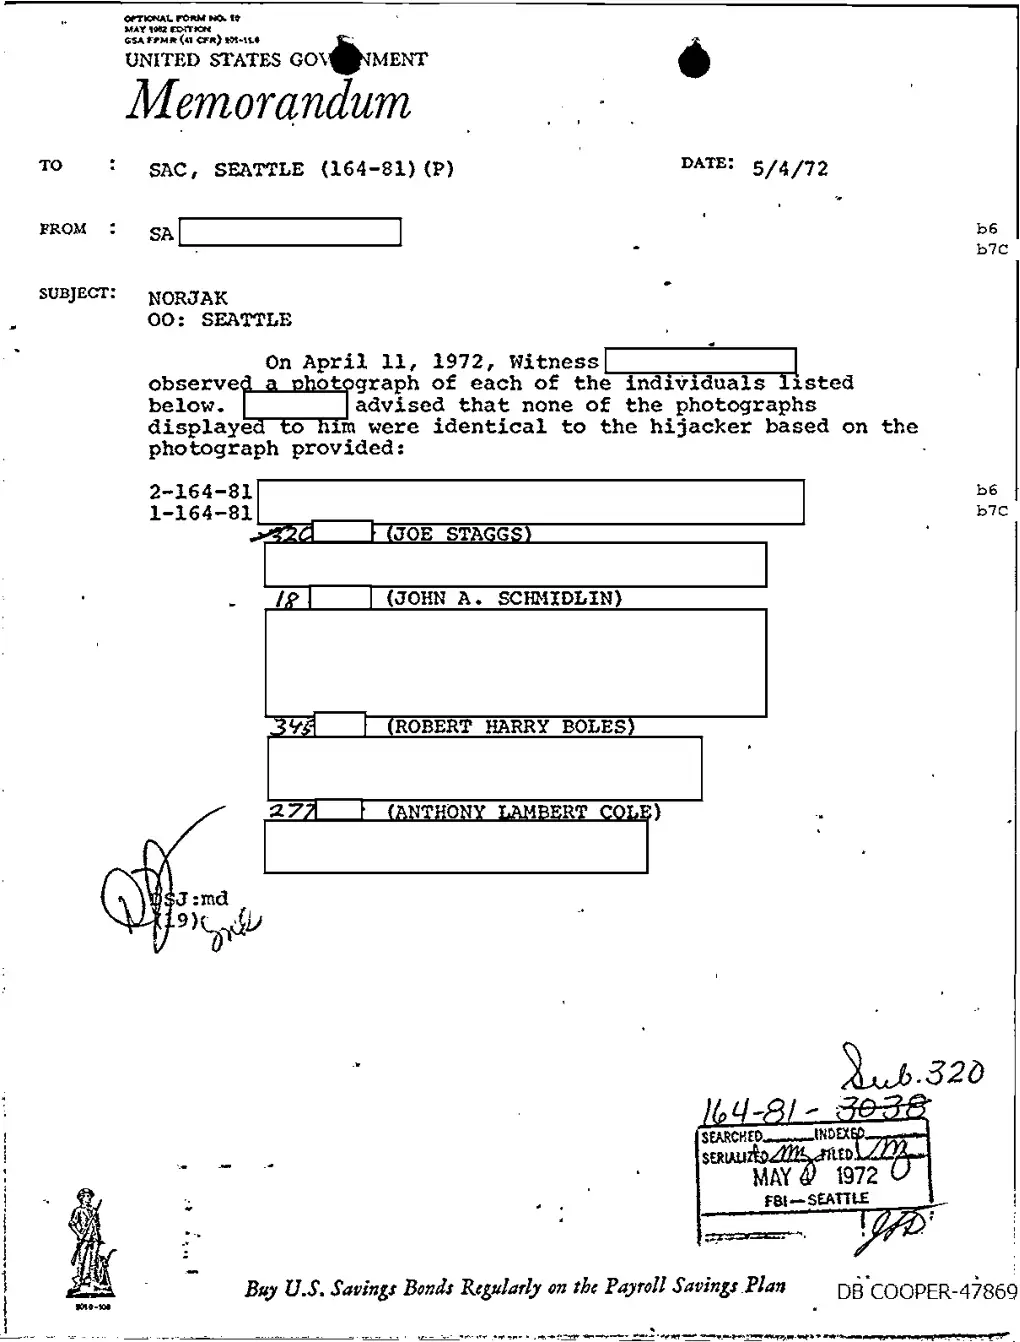 OPTIONAL FORM NO. 10
MAY 1962 EDITION
GSA FPMR (41 CFR) 101-11.6
UNITED STATES GOV NMENT
Memorandum
TO : SAC, SEATTLE (164-81)(P) DATE: 5/4/72
FROM : SA b6
b7C
SUBJECT: NORJAK
OO: SEATTLE
On April 11, 1972, Witness
observed a photograph of each of the individuals listed
below. advised that none of the photographs
displayed to him were identical to the hijacker based on the
photograph provided:
2-164-81 b6
1-164-81 b7C
320 (JOE STAGGS)
18 (JOHN A. SCHMIDLIN)
345 (ROBERT HARRY BOLES)
277 (ANTHONY LAMBERT COLE)
DSJ:md
(19)
Sub. 320
164-81-3038
SEARCHED INDEXED
SERIALIZED FILED
MAY 1972
FBI—SEATTLE
Buy U.S. Savings Bonds Regularly on the Payroll Savings Plan
DB COOPER-47869
5010-108